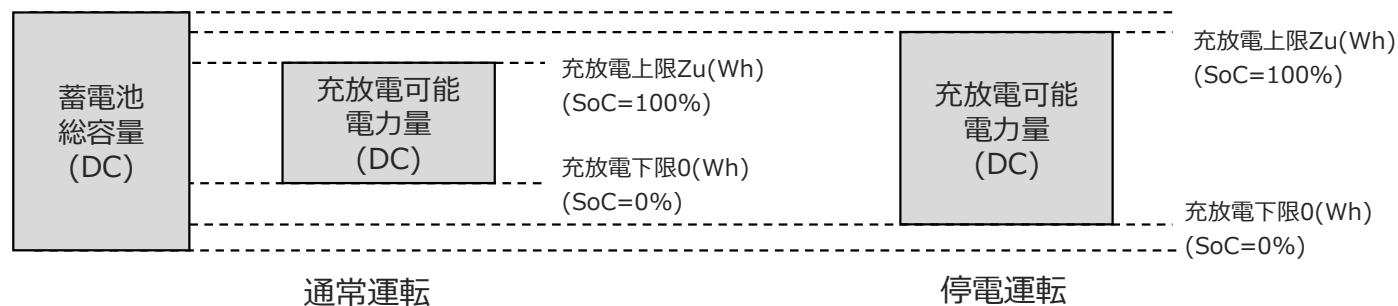 蓄電池
総容量
(DC)
充放電可能
電力量
(DC)
充放電上限Zu(Wh)
(SoC=100%)
充放電下限0(Wh)
(SoC=0%)
通常運転
充放電可能
電力量
(DC)
充放電上限Zu(Wh)
(SoC=100%)
充放電下限0(Wh)
(SoC=0%)
停電運転